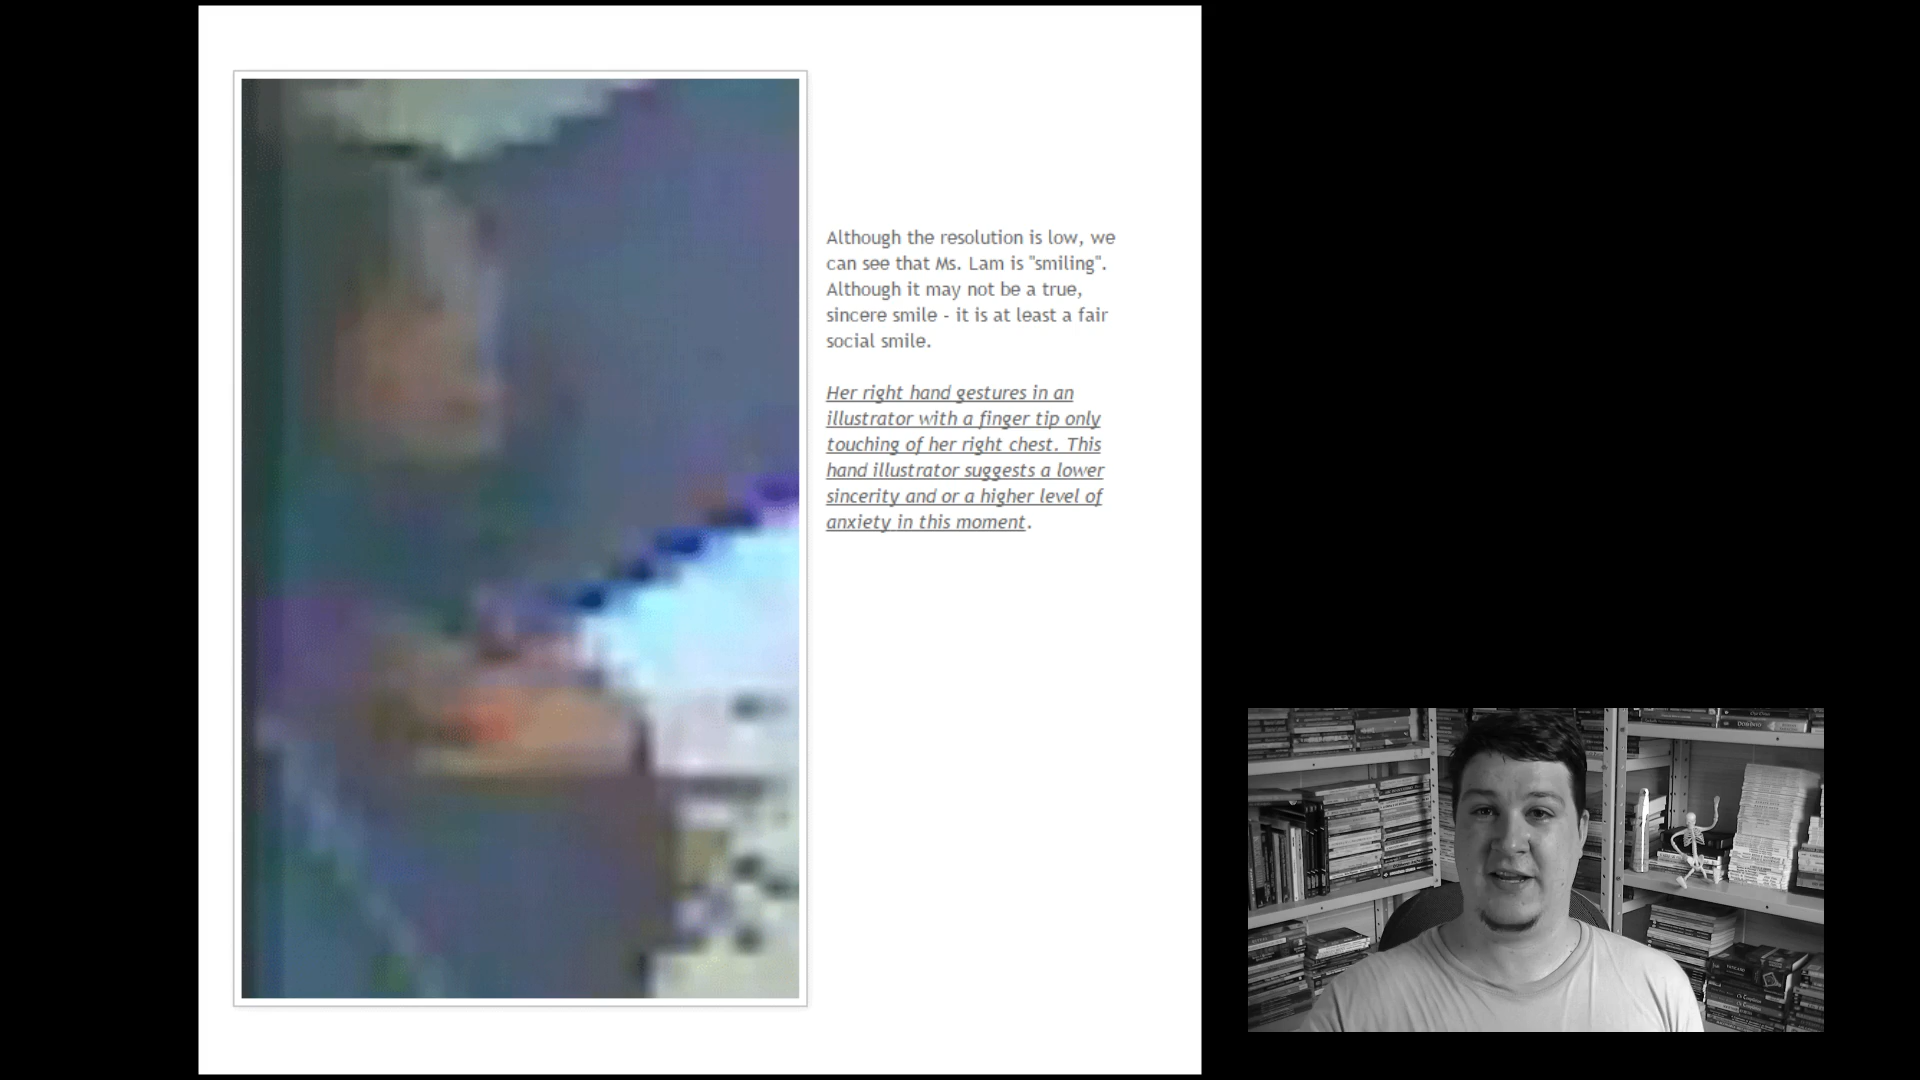 Although the resolution is low, we
can see that Ms. Lam is "smiling".
Although it may not be a true,
sincere smile - it is at least a fair
social smile.
Her right hand gestures in an
illustrator with a finger tip only
touching of her right chest. This
hand illustrator suggests a lower
sincerity and or a higher level of
anxiety in this moment.